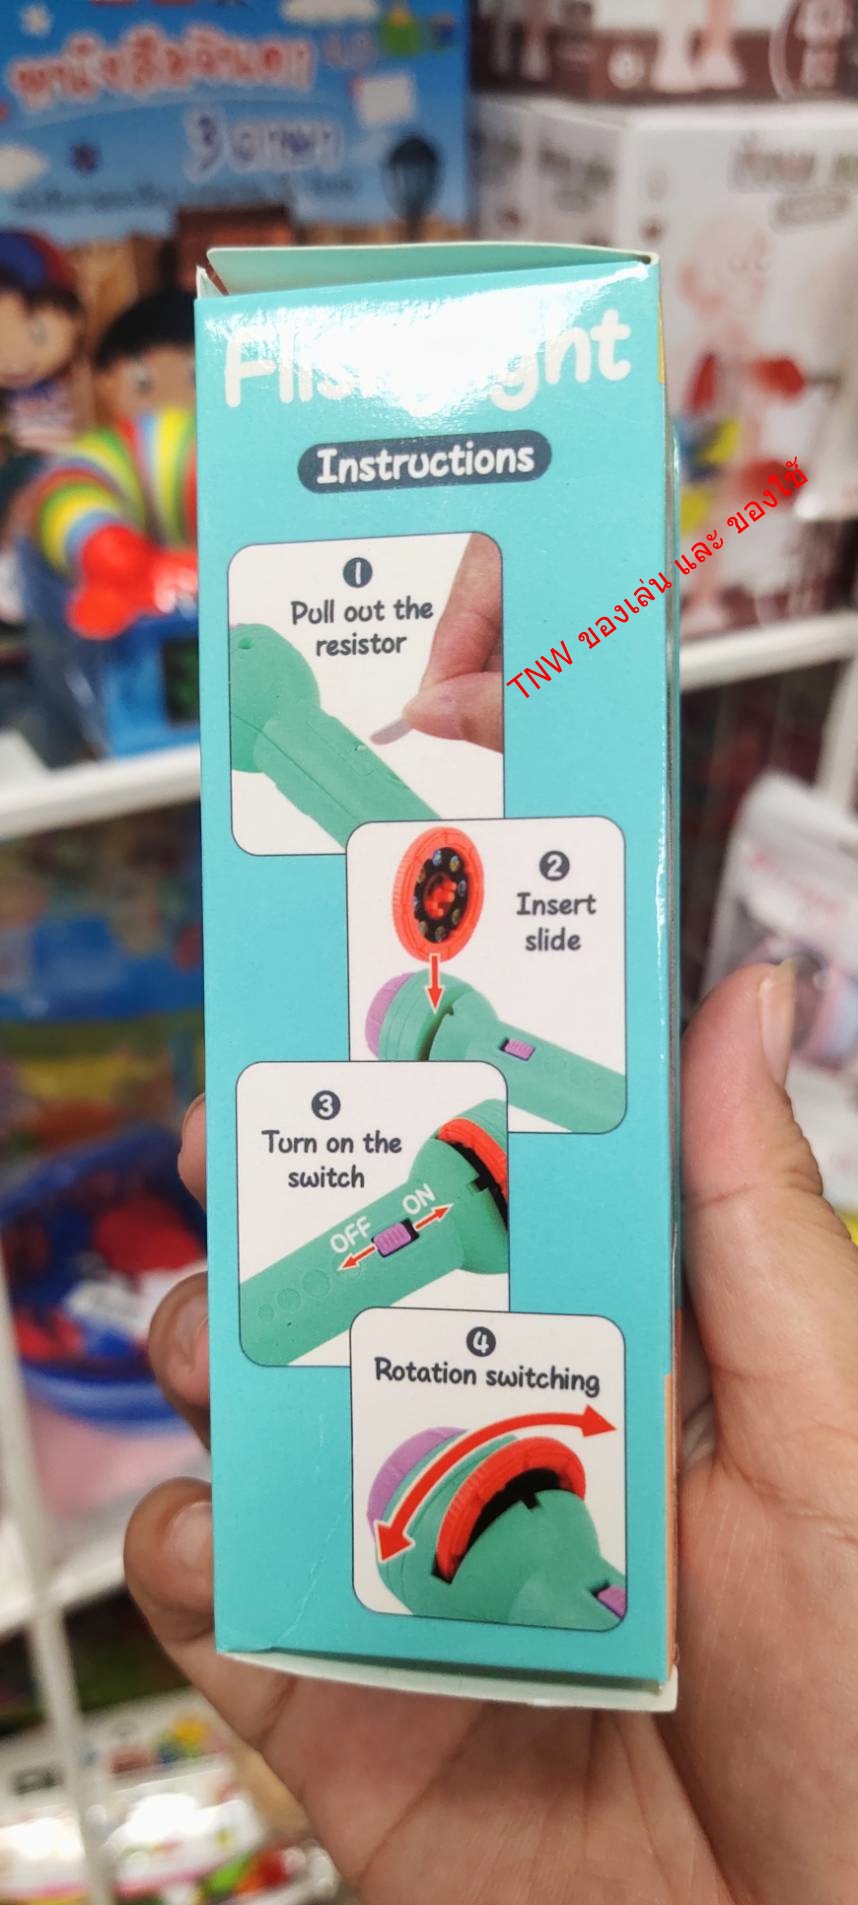 Instructions
1
Pull out the
resistor
TNW ของเล่น และ ของใช้
2
Insert
slide
3
Turn on the
switch
OFF ON
4
Rotation switching